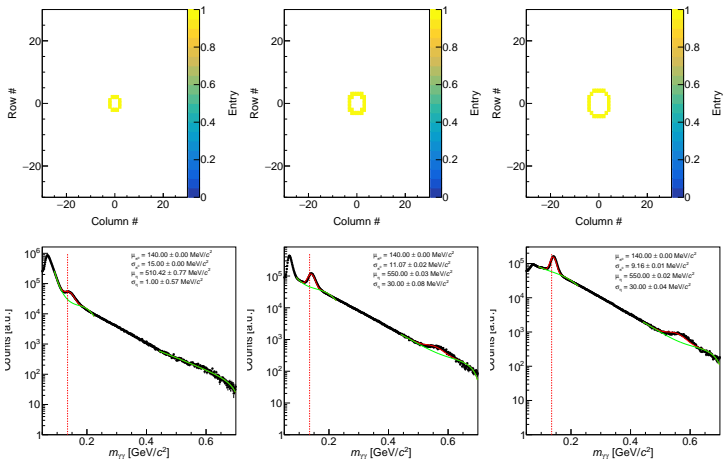 20
0
−20
Row #
−20
0
20
Column #
1
0.8
0.6
0.4
0.2
0
Entry
20
0
−20
Row #
−20
0
20
Column #
1
0.8
0.6
0.4
0.2
0
Entry
20
0
−20
Row #
−20
0
20
Column #
1
0.8
0.6
0.4
0.2
0
Entry
10⁶
10⁵
10⁴
10³
10²
10
1
Counts [a.u.]
μ̄π⁰ = 140.00 ± 0.00 MeV/c²
σπ⁰ = 15.00 ± 0.00 MeV/c²
μ̄η = 510.42 ± 0.77 MeV/c²
ση = 1.00 ± 0.57 MeV/c²
0.2
0.4
0.6
mγγ [GeV/c²]
10⁵
10⁴
10³
10²
10
1
Counts [a.u.]
μ̄π⁰ = 140.00 ± 0.00 MeV/c²
σπ⁰ = 11.07 ± 0.02 MeV/c²
μ̄η = 550.00 ± 0.03 MeV/c²
ση = 30.00 ± 0.08 MeV/c²
0.2
0.4
0.6
mγγ [GeV/c²]
10⁵
10⁴
10³
10²
10
1
Counts [a.u.]
μ̄π⁰ = 140.00 ± 0.00 MeV/c²
σπ⁰ = 9.16 ± 0.01 MeV/c²
μ̄η = 550.00 ± 0.02 MeV/c²
ση = 30.00 ± 0.04 MeV/c²
0.2
0.4
0.6
mγγ [GeV/c²]